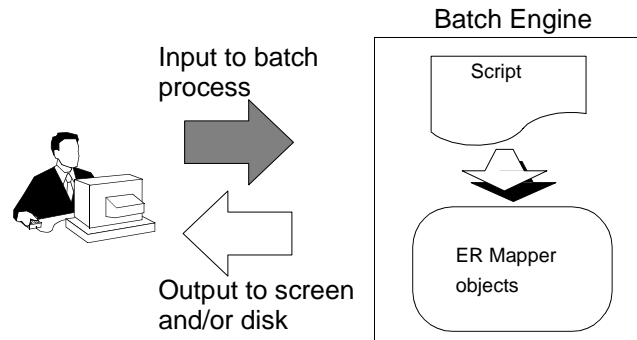 Batch Engine
Input to batch
process
Script
ER Mapper
objects
Output to screen
and/or disk